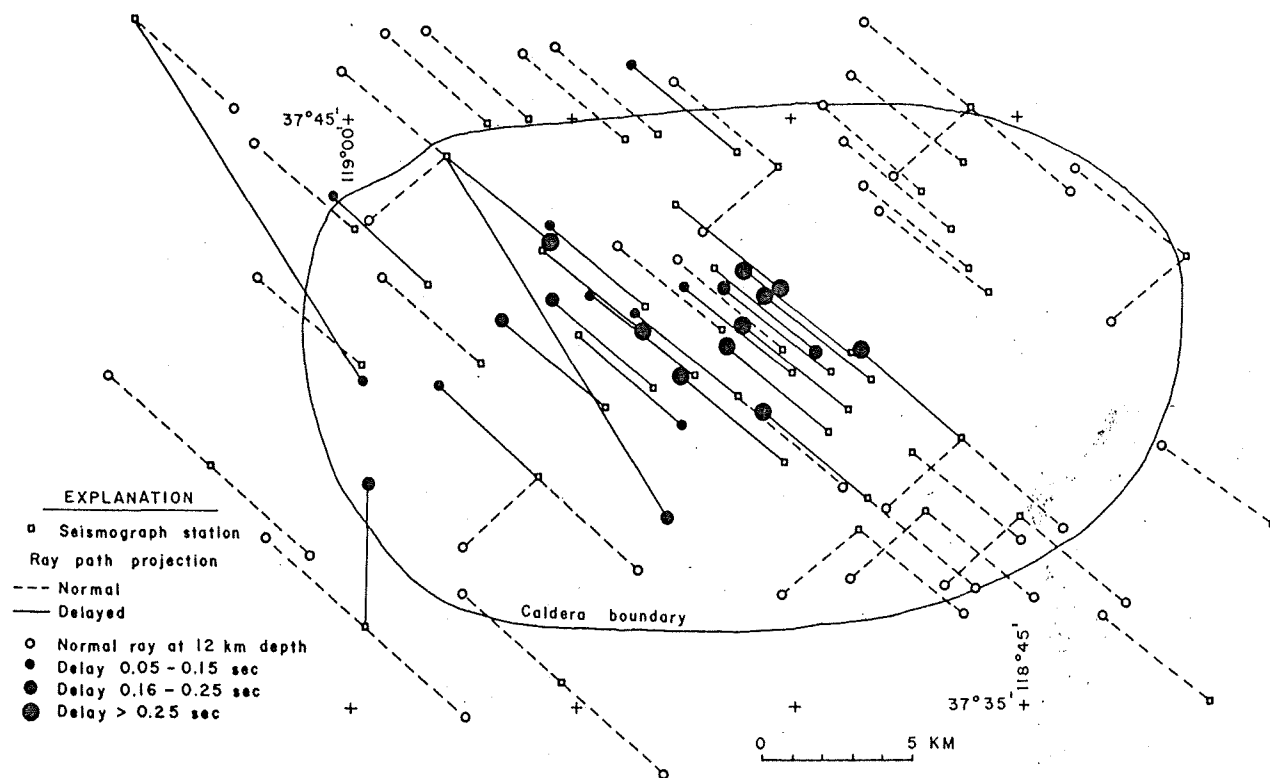 37°45'
119°00'
EXPLANATION
Seismograph station
Ray path projection
Normal
Delayed
Normal ray at 12 km depth
Delay 0.05 - 0.15 sec
Delay 0.16 - 0.25 sec
Delay > 0.25 sec
Caldera boundary
118°45'
37°35'
0 5 KM